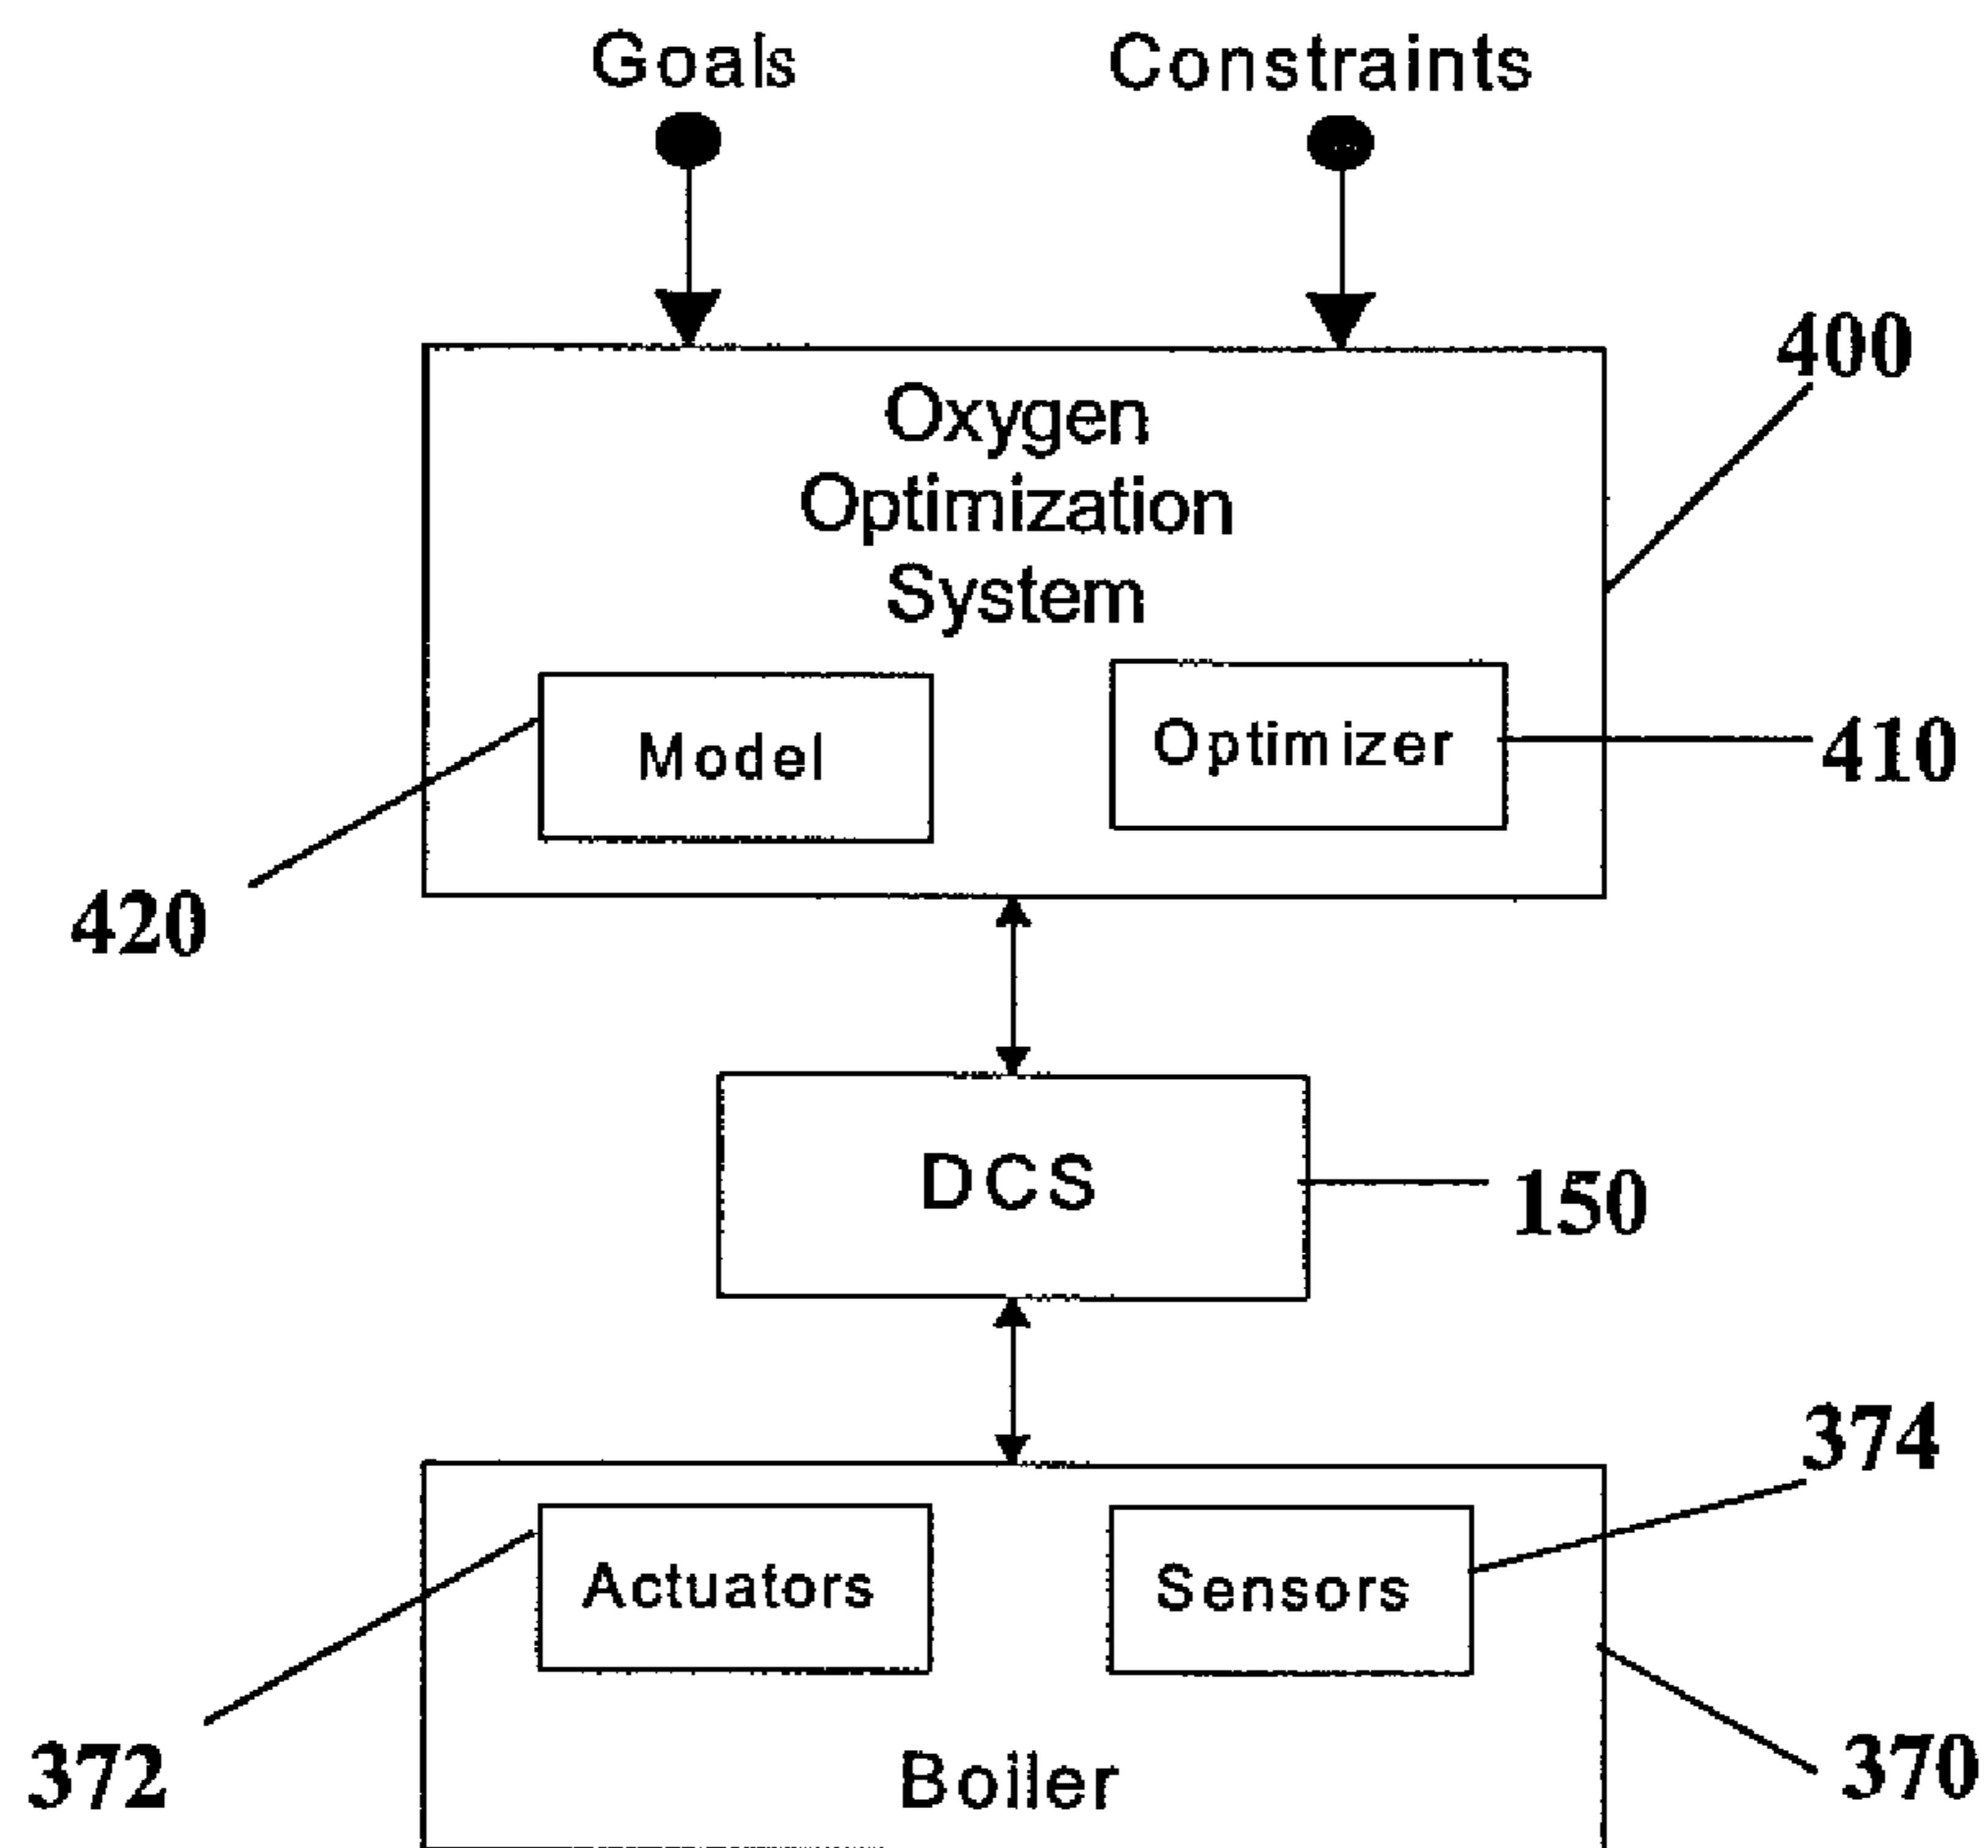 Goals
Constraints
400
Oxygen
Optimization
System
Model
Optimizer
410
420
DCS
150
374
Actuators
Sensors
372
Boiler
370